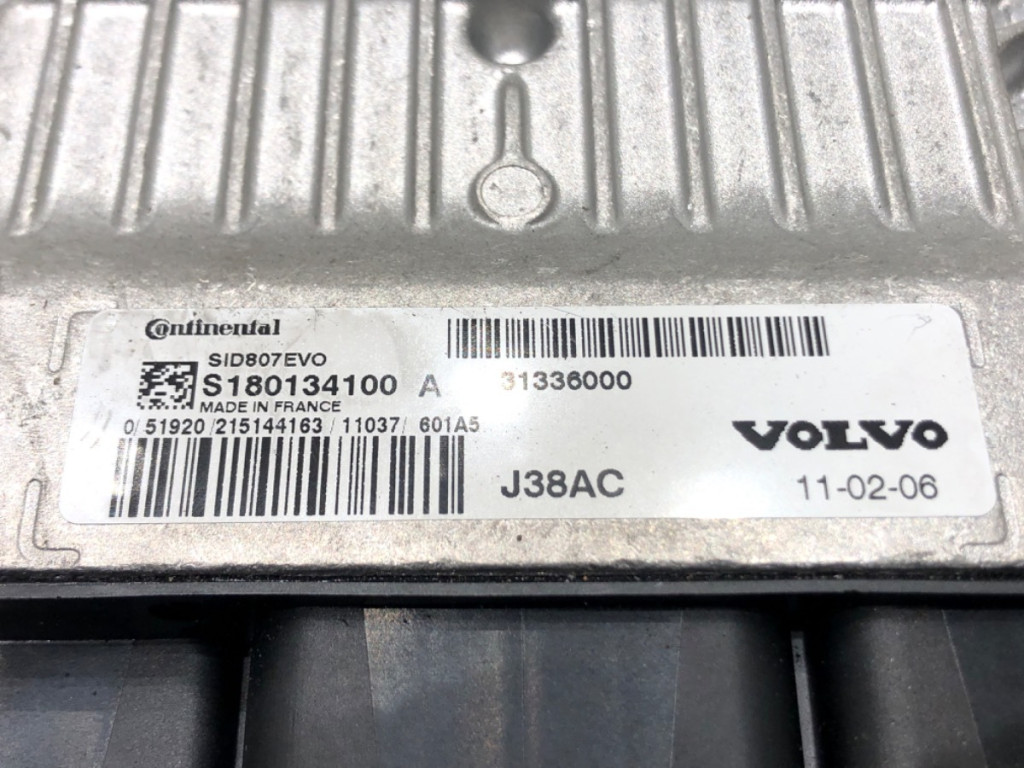 Continental
SID807EVO
S180134100 A
MADE IN FRANCE
31336000
0/51920/215144163/11037/601A5
VOLVO
J38AC
11-02-06